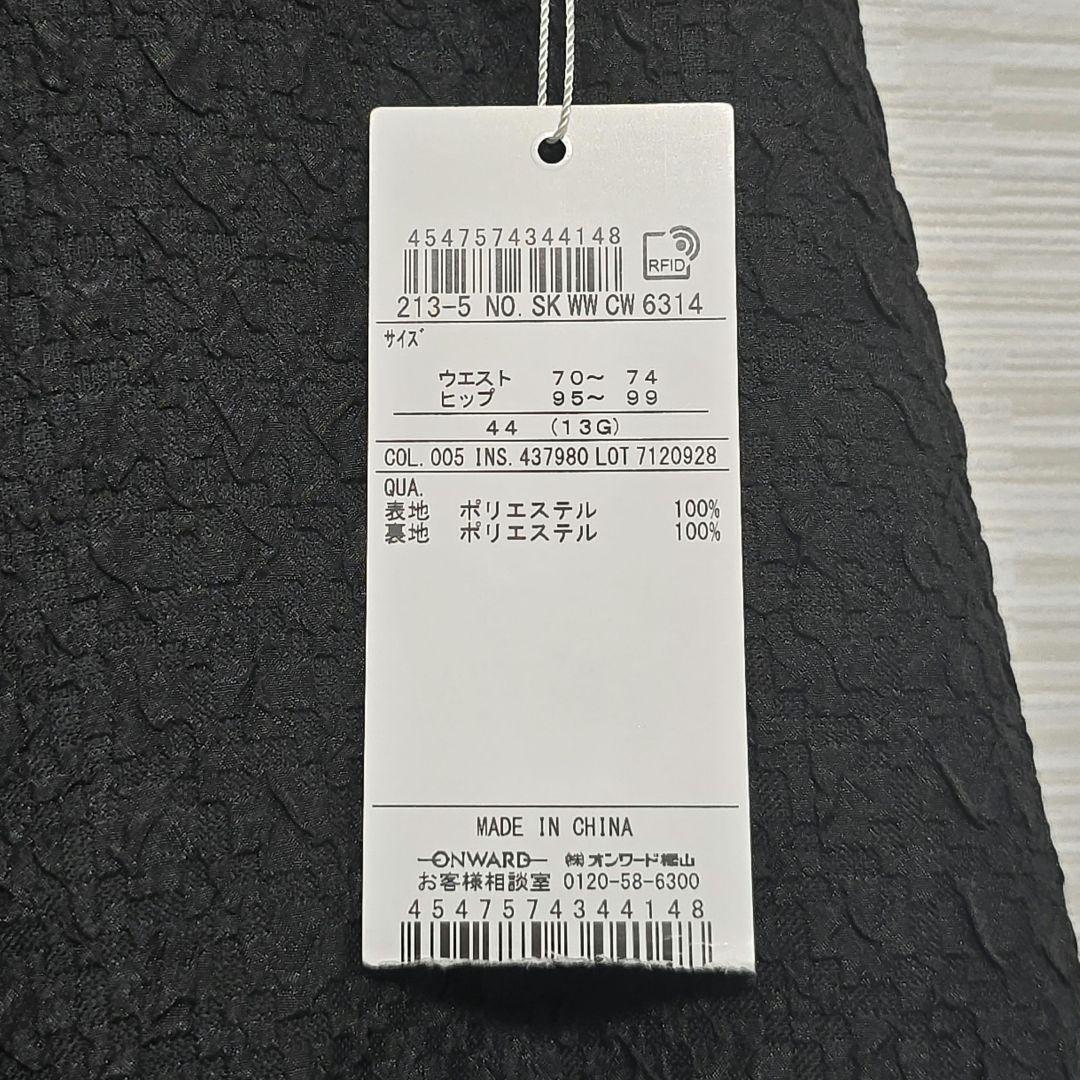 4547574344148
RFID
213-5 NO. SK WW CW 6314
サイズ
ウエスト 70〜 74
ヒップ 95〜 99
44 (13G)
COL. 005 INS. 437980 LOT 7120928
QUA.
表地 ポリエステル 100%
裏地 ポリエステル 100%
MADE IN CHINA
ONWARD ㈱オンワード樫山
お客様相談室 0120-58-6300
4547574344148